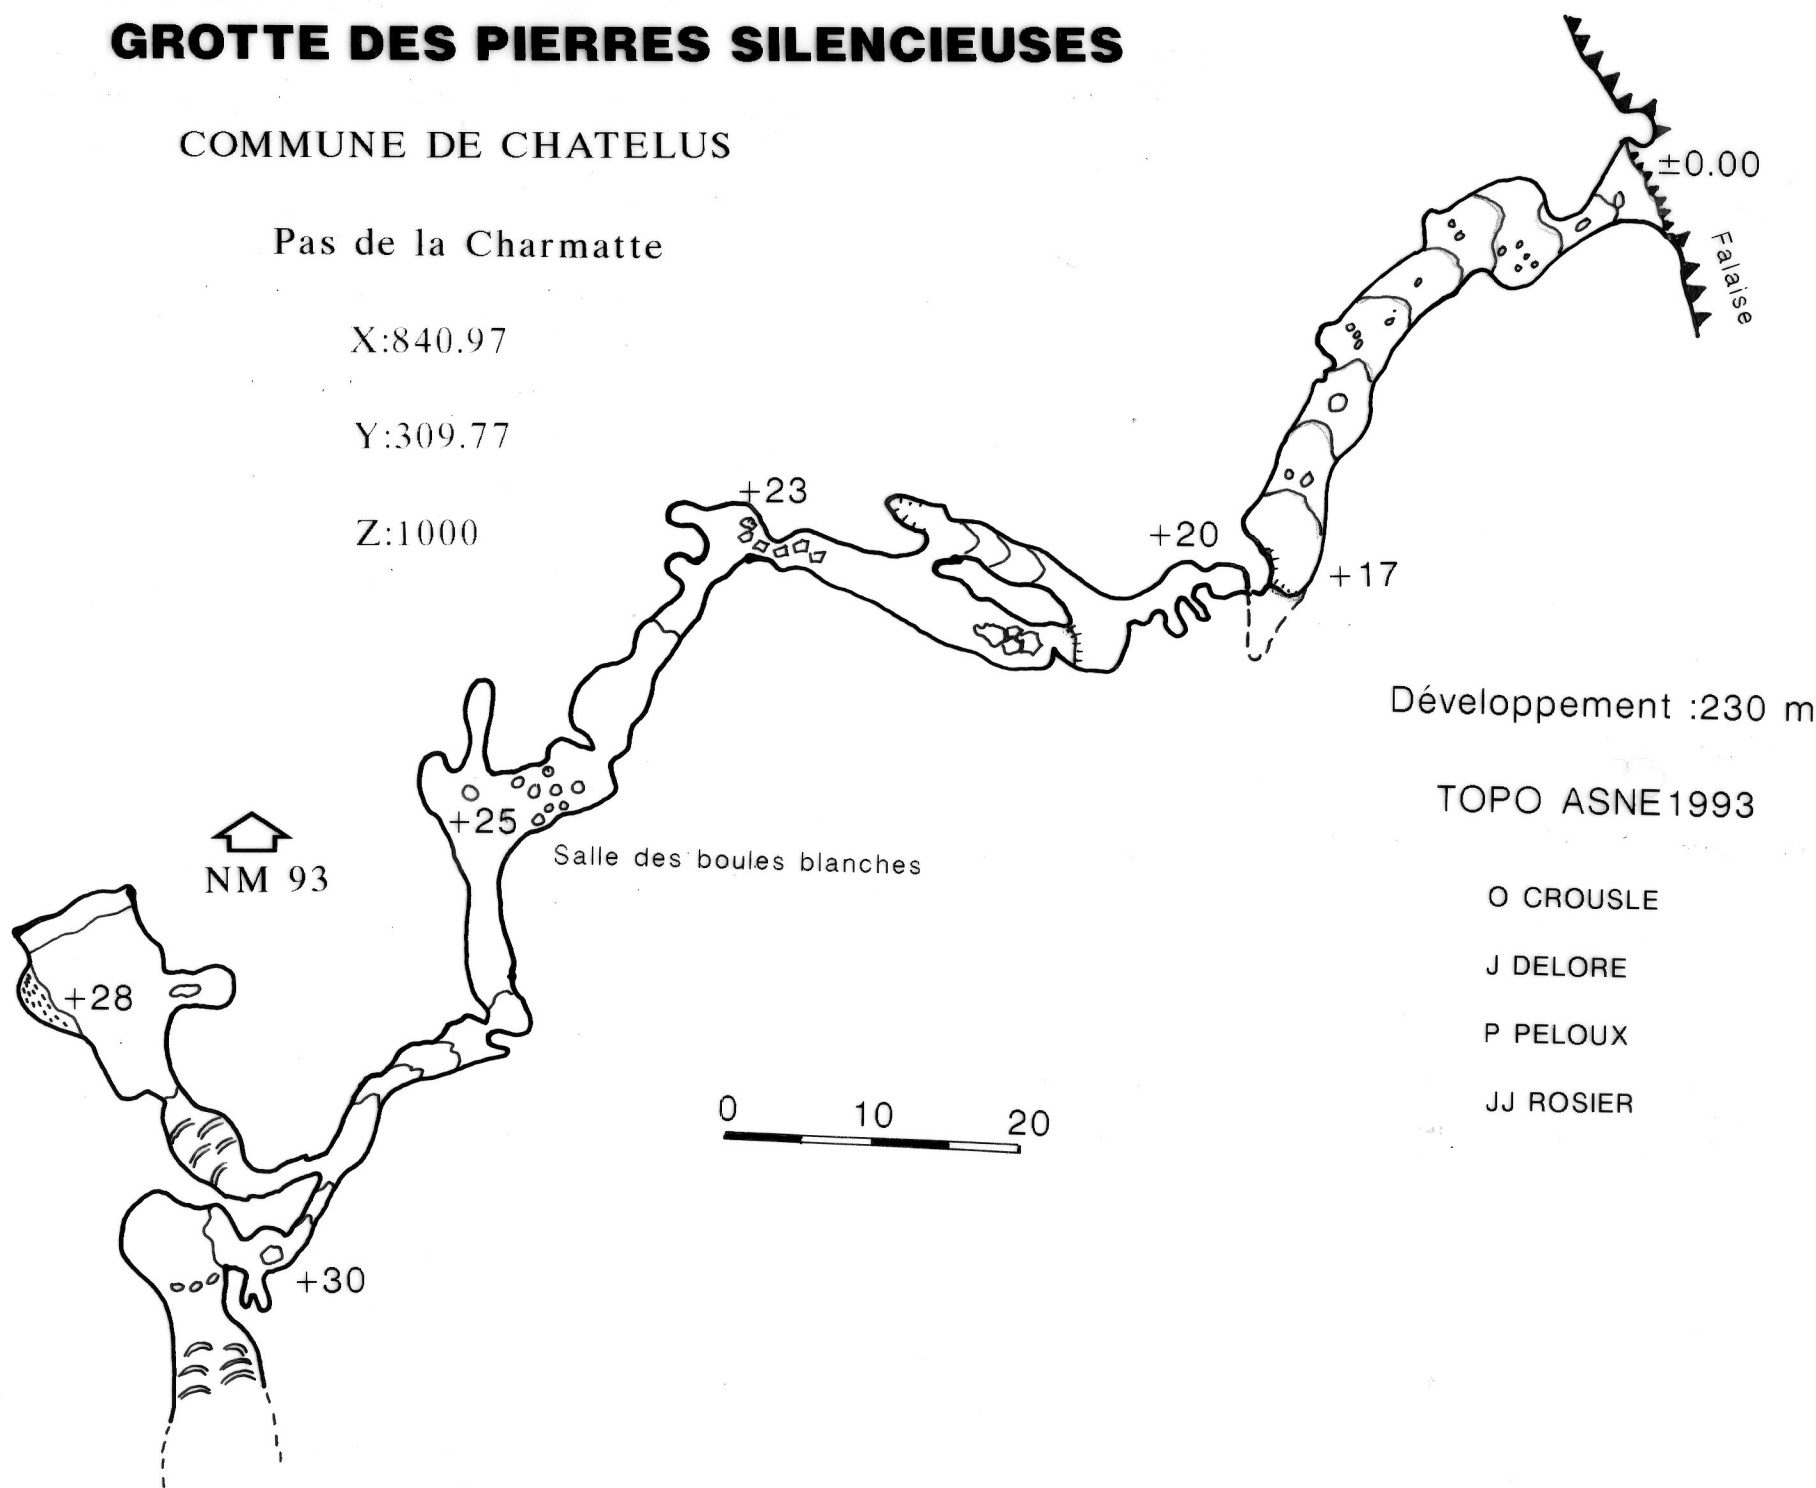 GROTTE DES PIERRES SILENCIEUSES
COMMUNE DE CHATELUS
Pas de la Charmatte
X:840.97
Y:309.77
Z:1000
±0.00
Falaise
+23
+20
+17
Développement :230 m
+25
Salle des boules blanches
TOPO ASNE1993
NM 93
O CROUSLE
J DELORE
P PELOUX
JJ ROSIER
+28
0 10 20
+30